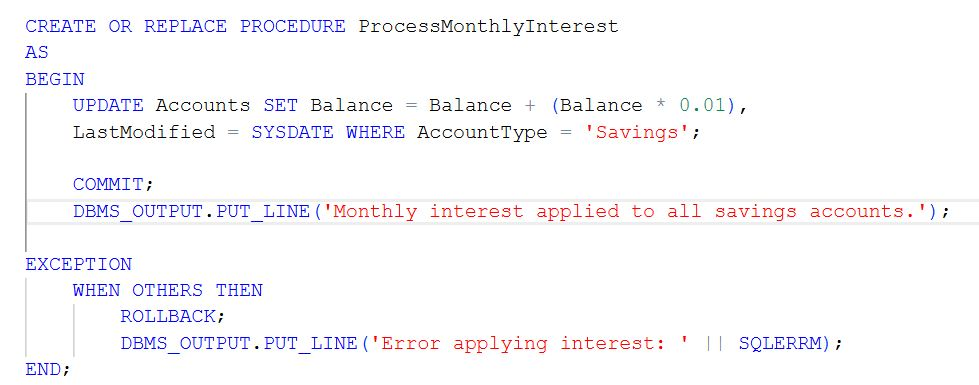 CREATE OR REPLACE PROCEDURE ProcessMonthlyInterest
AS
BEGIN
    UPDATE Accounts SET Balance = Balance + (Balance * 0.01),
    LastModified = SYSDATE WHERE AccountType = 'Savings';
    COMMIT;
    DBMS_OUTPUT.PUT_LINE('Monthly interest applied to all savings accounts.');
EXCEPTION
    WHEN OTHERS THEN
        ROLLBACK;
        DBMS_OUTPUT.PUT_LINE('Error applying interest: ' || SQLERRM);
END;